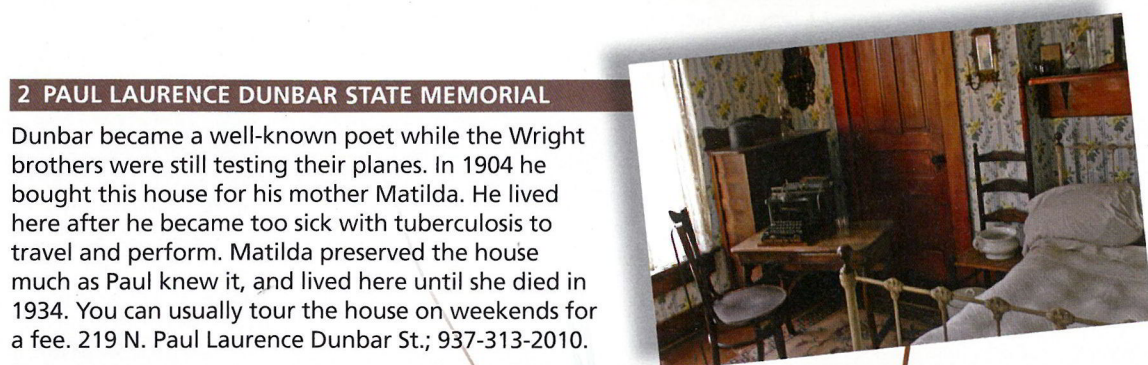 2 PAUL LAURENCE DUNBAR STATE MEMORIAL
Dunbar became a well-known poet while the Wright
brothers were still testing their planes. In 1904 he
bought this house for his mother Matilda. He lived
here after he became too sick with tuberculosis to
travel and perform. Matilda preserved the house
much as Paul knew it, and lived here until she died in
1934. You can usually tour the house on weekends for
a fee. 219 N. Paul Laurence Dunbar St.; 937-313-2010.